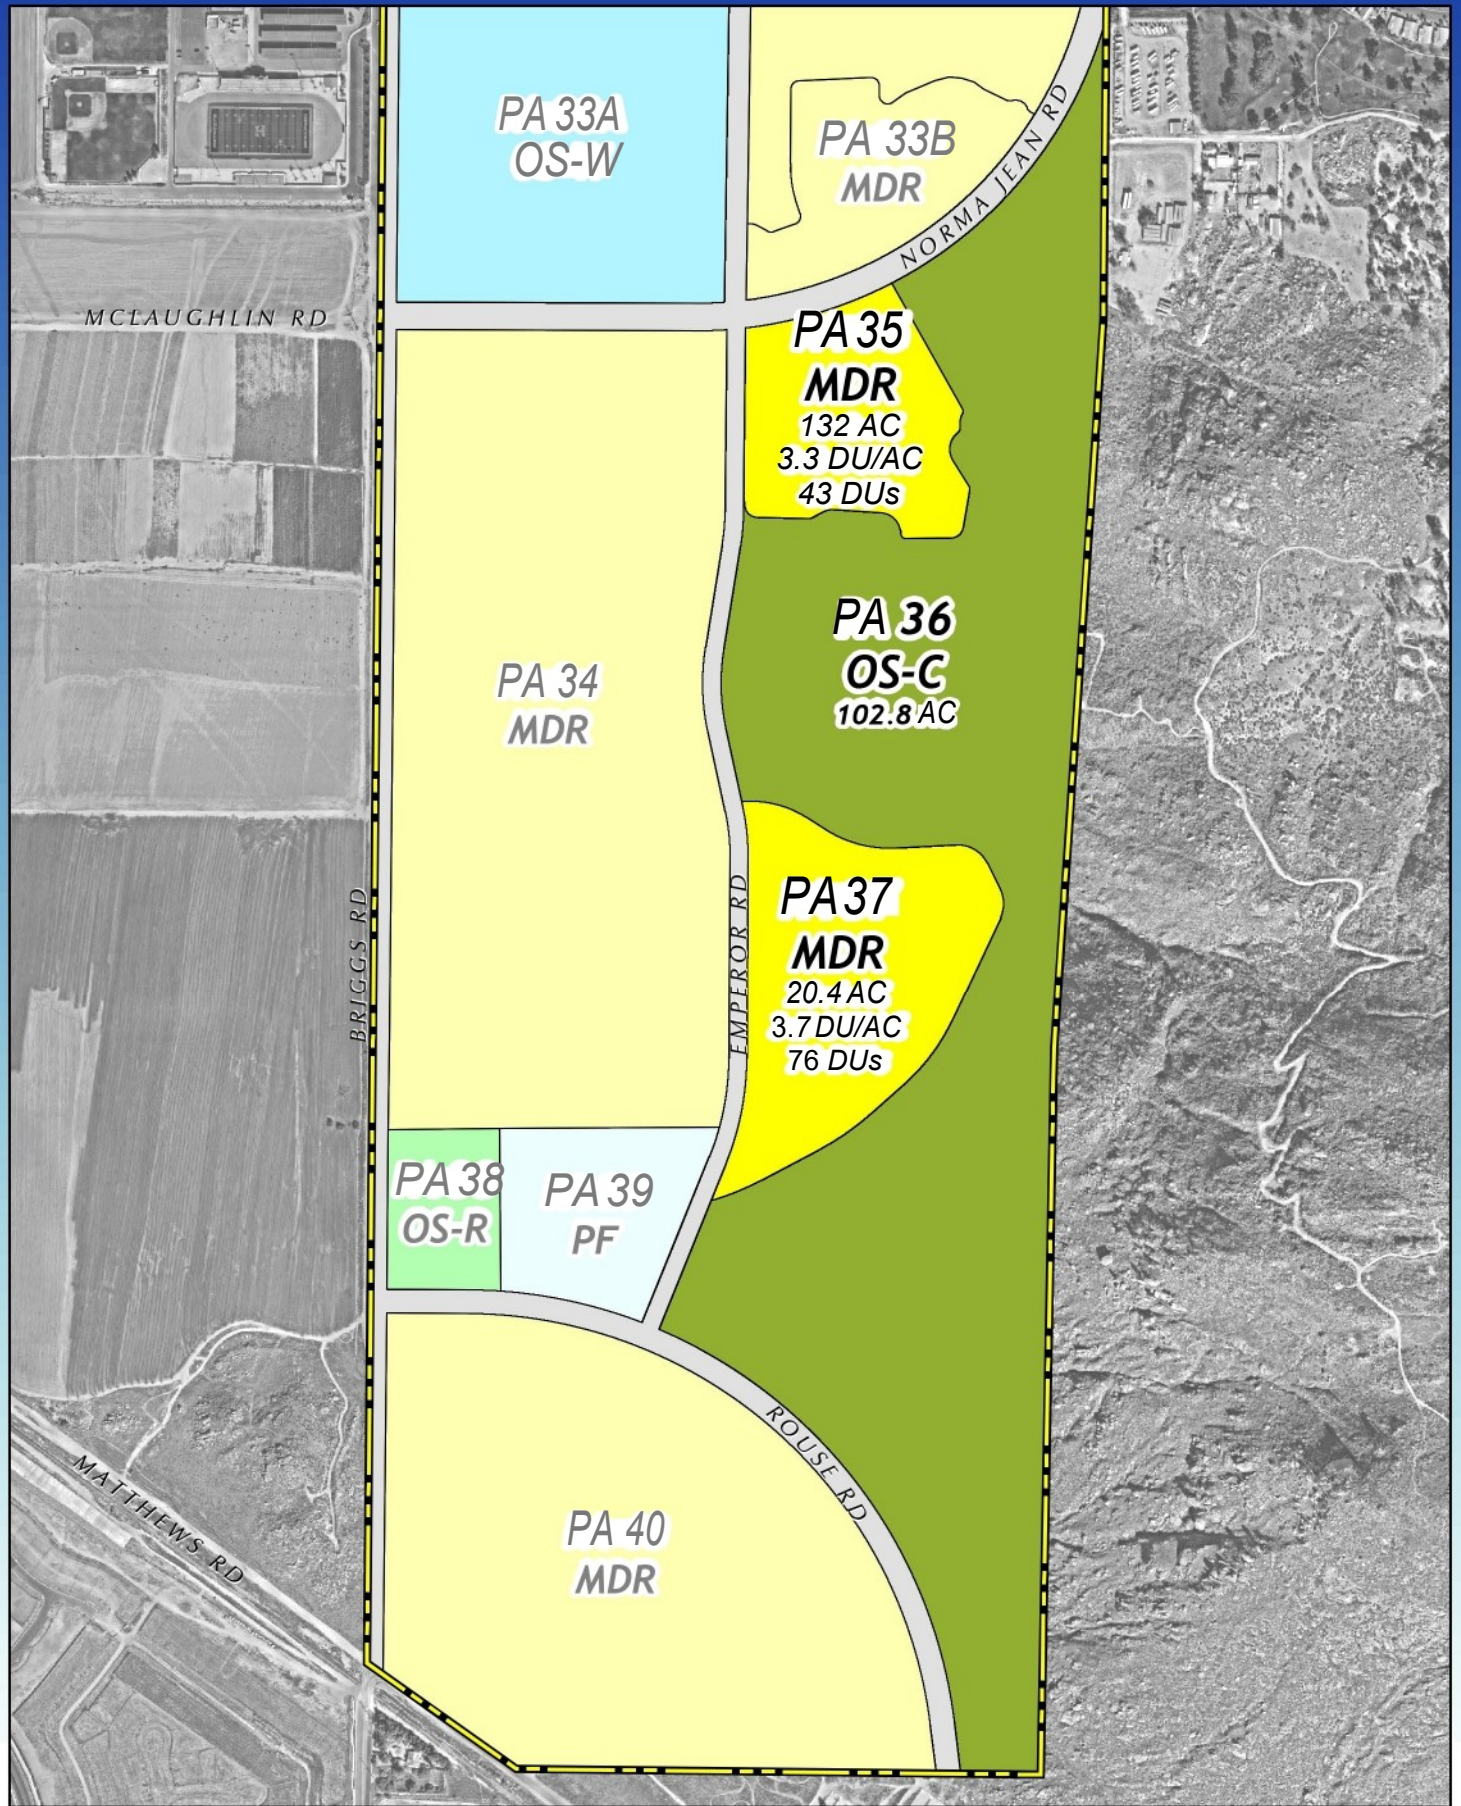 PA 33A
OS-W
PA 33B
MDR
NORMA JEAN RD
MCLAUGHLIN RD
PA 35
MDR
132 AC
3.3 DU/AC
43 DUs
PA 36
OS-C
102.8 AC
PA 34
MDR
PA 37
MDR
20.4 AC
3.7 DU/AC
76 DUs
BRIGGS RD
EMPEROR RD
PA 38
OS-R
PA 39
PF
ROUSE RD
MATTHEWS RD
PA 40
MDR